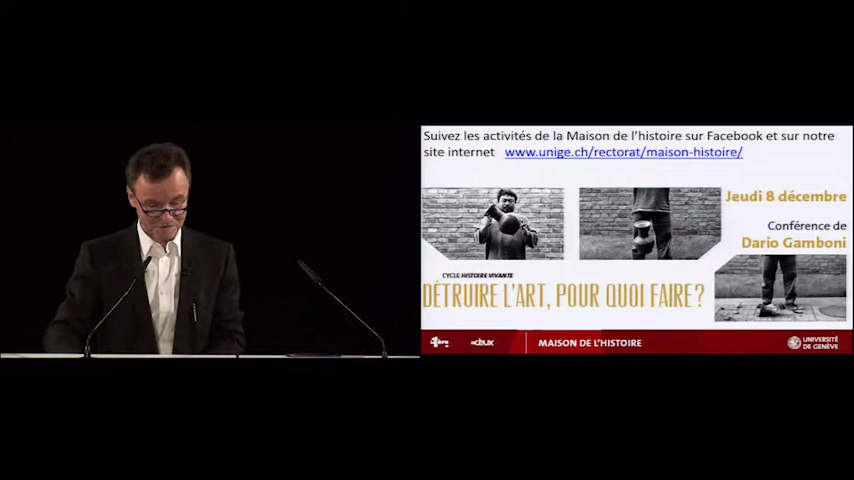 Suivez les activités de la Maison de l'histoire sur Facebook et sur notre
site internet www.unige.ch/rectorat/maison-histoire/
Jeudi 8 décembre
Conférence de
Dario Gamboni
CYCLE HISTOIRE VIVANTE
DÉTRUIRE L'ART, POUR QUOI FAIRE ?
MAISON DE L'HISTOIRE
UNIVERSITÉ
DE GENÈVE